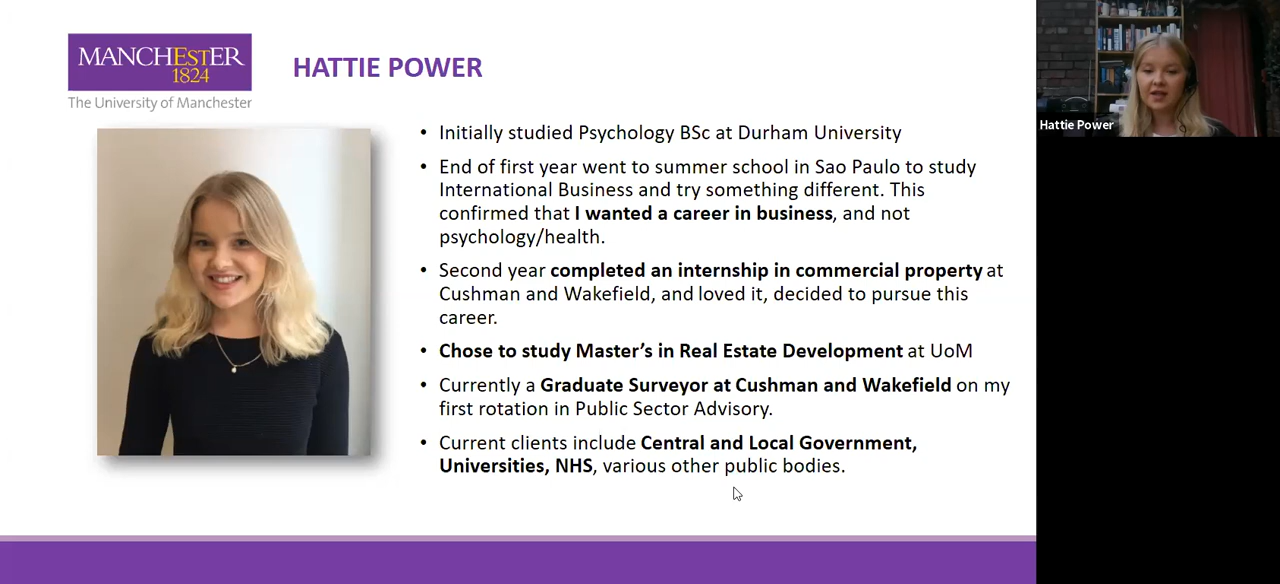 MANCHESTER
1824
The University of Manchester
HATTIE POWER
• Initially studied Psychology BSc at Durham University
• End of first year went to summer school in Sao Paulo to study
International Business and try something different. This
confirmed that I wanted a career in business, and not
psychology/health.
• Second year completed an internship in commercial property at
Cushman and Wakefield, and loved it, decided to pursue this
career.
• Chose to study Master’s in Real Estate Development at UoM
• Currently a Graduate Surveyor at Cushman and Wakefield on my
first rotation in Public Sector Advisory.
• Current clients include Central and Local Government,
Universities, NHS, various other public bodies.
Hattie Power